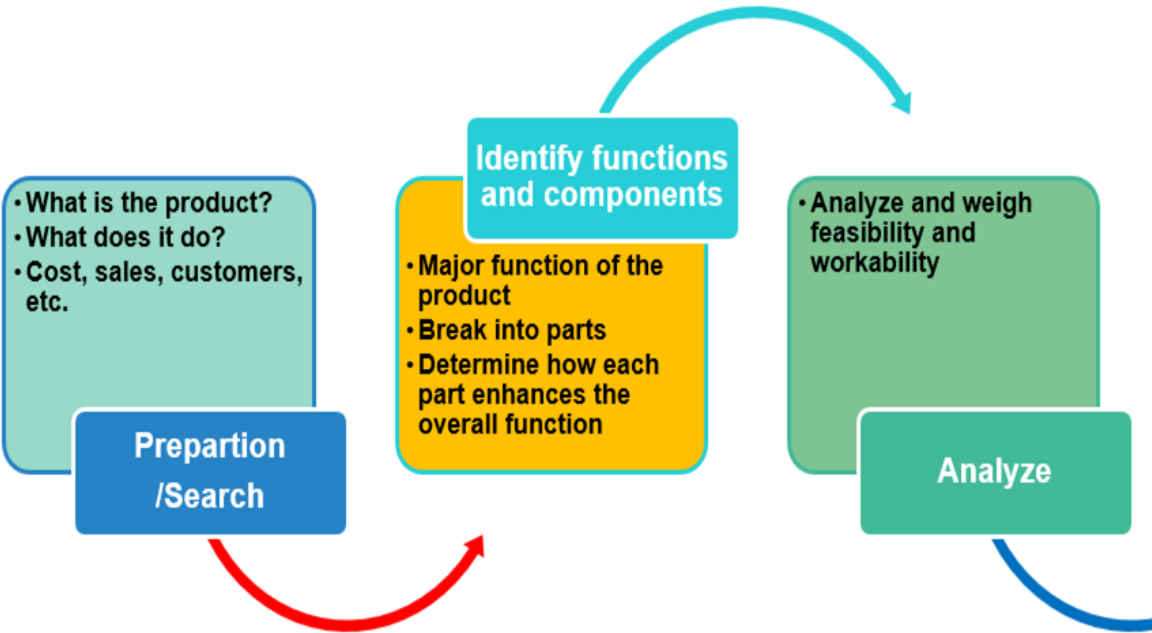 • What is the product?
• What does it do?
• Cost, sales, customers,
etc.
Prepartion
/Search
Identify functions
and components
• Major function of the
product
• Break into parts
• Determine how each
part enhances the
overall function
• Analyze and weigh
feasibility and
workability
Analyze